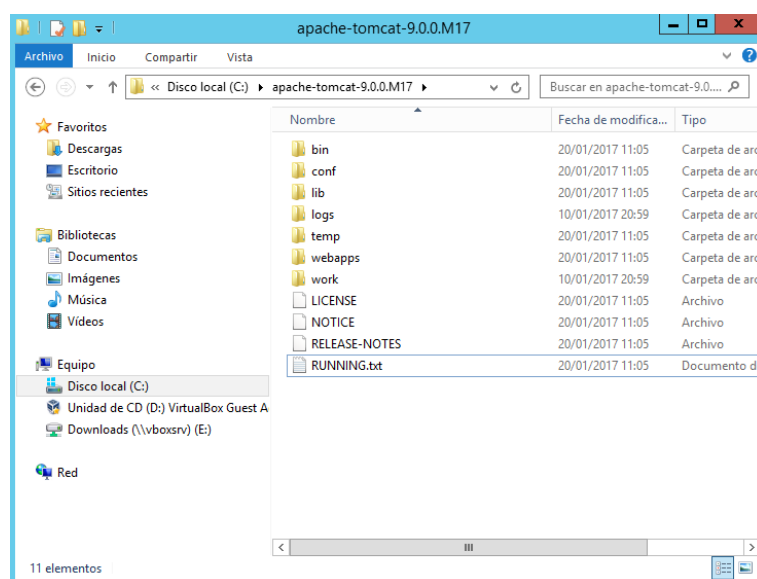 apache-tomcat-9.0.0.M17
Archivo Inicio Compartir Vista
« Disco local (C:) apache-tomcat-9.0.0.M17 Buscar en apache-tomcat-9.0....
Favoritos
Descargas
Escritorio
Sitios recientes
Bibliotecas
Documentos
Imágenes
Música
Vídeos
Equipo
Disco local (C:)
Unidad de CD (D:) VirtualBox Guest A
Downloads (\\vboxsrv) (E:)
Red
Nombre Fecha de modifica... Tipo
bin 20/01/2017 11:05 Carpeta de arc
conf 20/01/2017 11:05 Carpeta de arc
lib 20/01/2017 11:05 Carpeta de arc
logs 10/01/2017 20:59 Carpeta de arc
temp 20/01/2017 11:05 Carpeta de arc
webapps 20/01/2017 11:05 Carpeta de arc
work 10/01/2017 20:59 Carpeta de arc
LICENSE 20/01/2017 11:05 Archivo
NOTICE 20/01/2017 11:05 Archivo
RELEASE-NOTES 20/01/2017 11:05 Archivo
RUNNING.txt 20/01/2017 11:05 Documento d
11 elementos